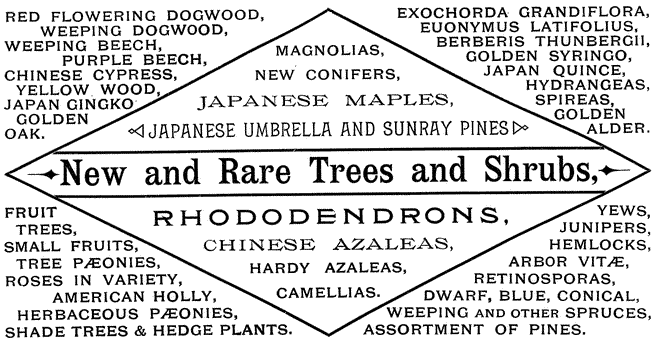 RED FLOWERING DOGWOOD,
WEEPING DOGWOOD,
WEEPING BEECH,
PURPLE BEECH,
CHINESE CYPRESS,
YELLOW WOOD,
JAPAN GINGKO
GOLDEN
OAK.
EXOCHORDA GRANDIFLORA,
EUONYMUS LATIFOLIUS,
BERBERIS THUNBERGII,
GOLDEN SYRINGO,
JAPAN QUINCE,
HYDRANGEAS,
SPIREAS,
GOLDEN
ALDER.
MAGNOLIAS,
NEW CONIFERS,
JAPANESE MAPLES,
JAPANESE UMBRELLA AND SUNRAY PINES
New and Rare Trees and Shrubs,
RHODODENDRONS,
CHINESE AZALEAS,
HARDY AZALEAS,
CAMELLIAS.
FRUIT
TREES,
SMALL FRUITS,
TREE PÆONIES,
ROSES IN VARIETY,
AMERICAN HOLLY,
HERBACEOUS PÆONIES,
SHADE TREES & HEDGE PLANTS.
YEWS,
JUNIPERS,
HEMLOCKS,
ARBOR VITÆ,
RETINOSPORAS,
DWARF, BLUE, CONICAL,
WEEPING AND OTHER SPRUCES,
ASSORTMENT OF PINES.